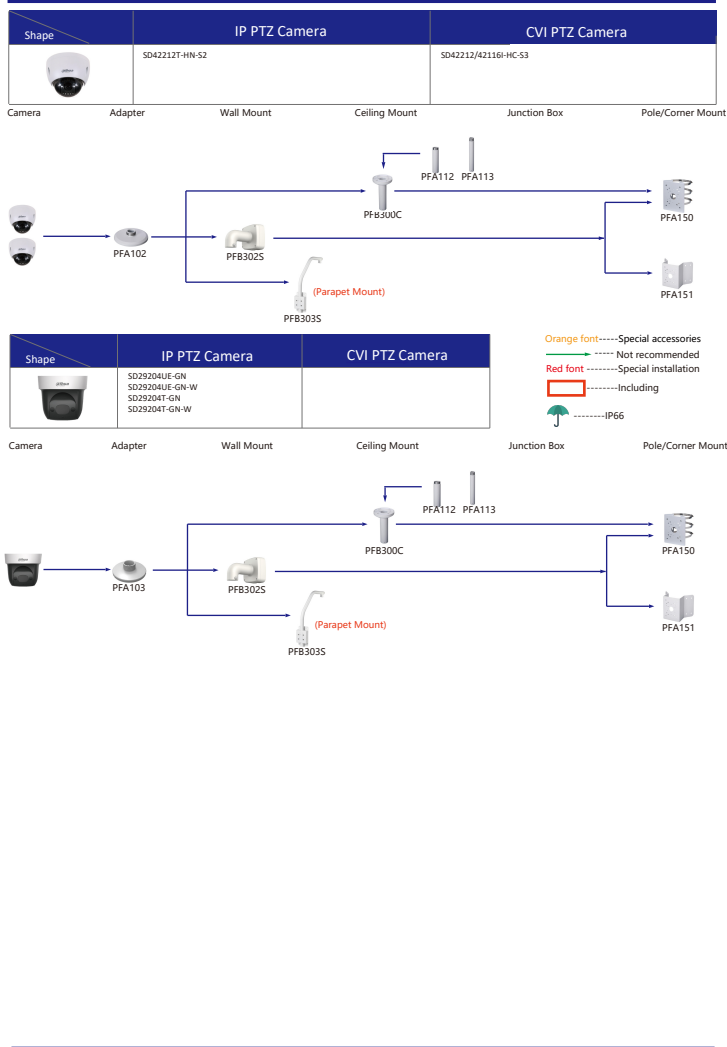 Shape IP PTZ Camera CVI PTZ Camera
SD42212T-HN-S2 SD42212/42116I-HC-S3
Camera Adapter Wall Mount Ceiling Mount Junction Box Pole/Corner Mount
PFA112 PFA113
PFB300C
PFA150
PFA102
PFB302S
(Parapet Mount)
PFA151
PFB303S
Orange font-----Special accessories
----- Not recommended
Red font -------Special installation
-------Including
--------IP66
Shape IP PTZ Camera CVI PTZ Camera
SD29204UE-GN
SD29204UE-GN-W
SD29204T-GN
SD29204T-GN-W
Camera Adapter Wall Mount Ceiling Mount Junction Box Pole/Corner Mount
PFA112 PFA113
PFB300C
PFA150
PFA103
PFB302S
(Parapet Mount)
PFA151
PFB303S